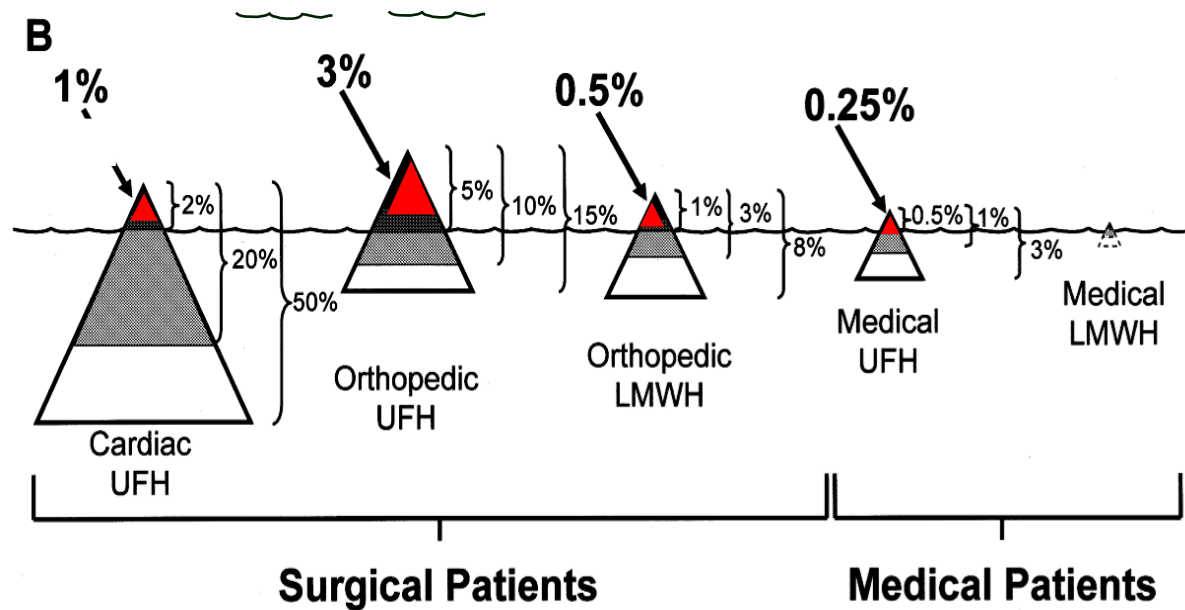 B
1%
3%
0.5%
0.25%
2%
20%
50%
5%
10%
15%
1%
3%
8%
0.5%
1%
3%
Cardiac
UFH
Orthopedic
UFH
Orthopedic
LMWH
Medical
UFH
Medical
LMWH
Surgical Patients
Medical Patients